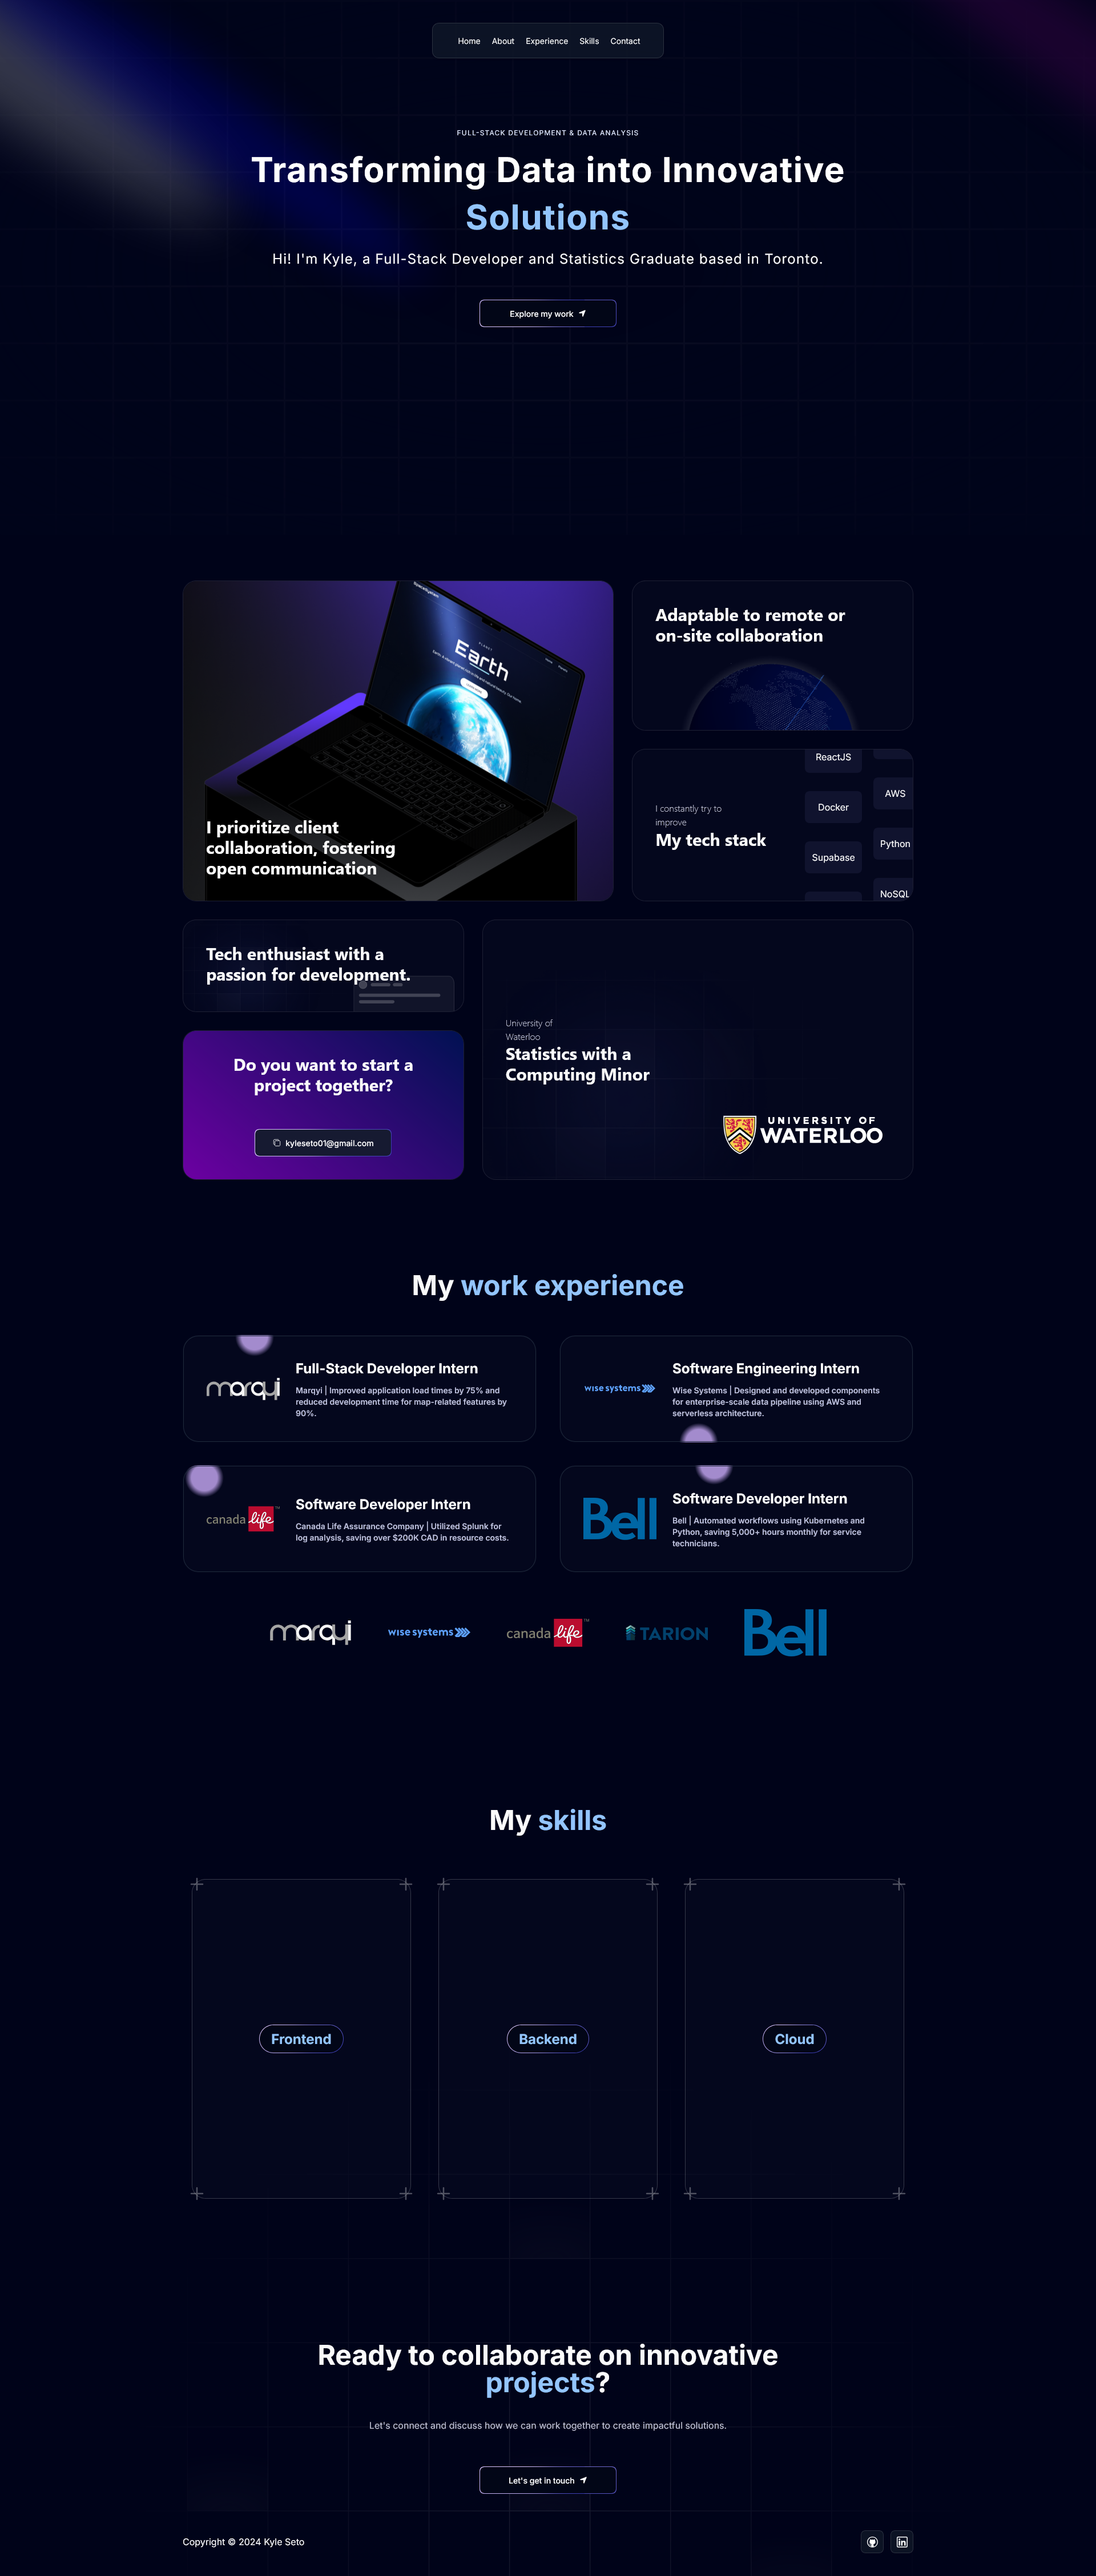 Home About Experience Skills Contact
FULL-STACK DEVELOPMENT & DATA ANALYSIS
Transforming Data into Innovative
Solutions
Hi! I'm Kyle, a Full-Stack Developer and Statistics Graduate based in Toronto.
Explore my work
PLANET
Earth
I prioritize client
collaboration, fostering
open communication
Adaptable to remote or
on-site collaboration
I constantly try to
improve
My tech stack
ReactJS
Docker
Supabase
AWS
Python
NoSQL
Tech enthusiast with a
passion for development.
Do you want to start a
project together?
kyleseto01@gmail.com
University of
Waterloo
Statistics with a
Computing Minor
UNIVERSITY OF
WATERLOO
My work experience
marqyi
Full-Stack Developer Intern
Marqyi | Improved application load times by 75% and
reduced development time for map-related features by
90%.
wise systems
Software Engineering Intern
Wise Systems | Designed and developed components
for enterprise-scale data pipeline using AWS and
serverless architecture.
canada life TM
Software Developer Intern
Canada Life Assurance Company | Utilized Splunk for
log analysis, saving over $200K CAD in resource costs.
Bell
Software Developer Intern
Bell | Automated workflows using Kubernetes and
Python, saving 5,000+ hours monthly for service
technicians.
marqyi wise systems canada life TM TARION Bell
My skills
Frontend
Backend
Cloud
Ready to collaborate on innovative
projects?
Let's connect and discuss how we can work together to create impactful solutions.
Let's get in touch
Copyright © 2024 Kyle Seto
in